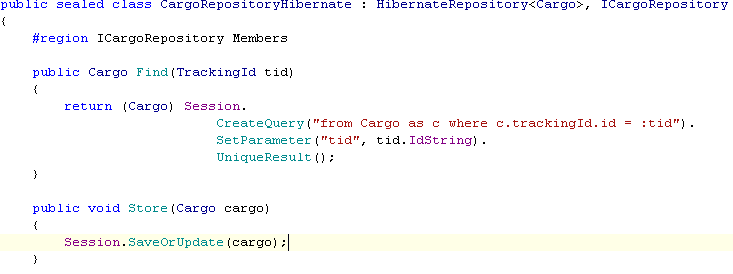 public sealed class CargoRepositoryHibernate : HibernateRepository<Cargo>, ICargoRepository
{
    #region ICargoRepository Members
    public Cargo Find(TrackingId tid)
    {
        return (Cargo) Session.
                           CreateQuery("from Cargo as c where c.trackingId.id = :tid").
                           SetParameter("tid", tid.IdString).
                           UniqueResult();
    }
    public void Store(Cargo cargo)
    {
        Session.SaveOrUpdate(cargo);
    }